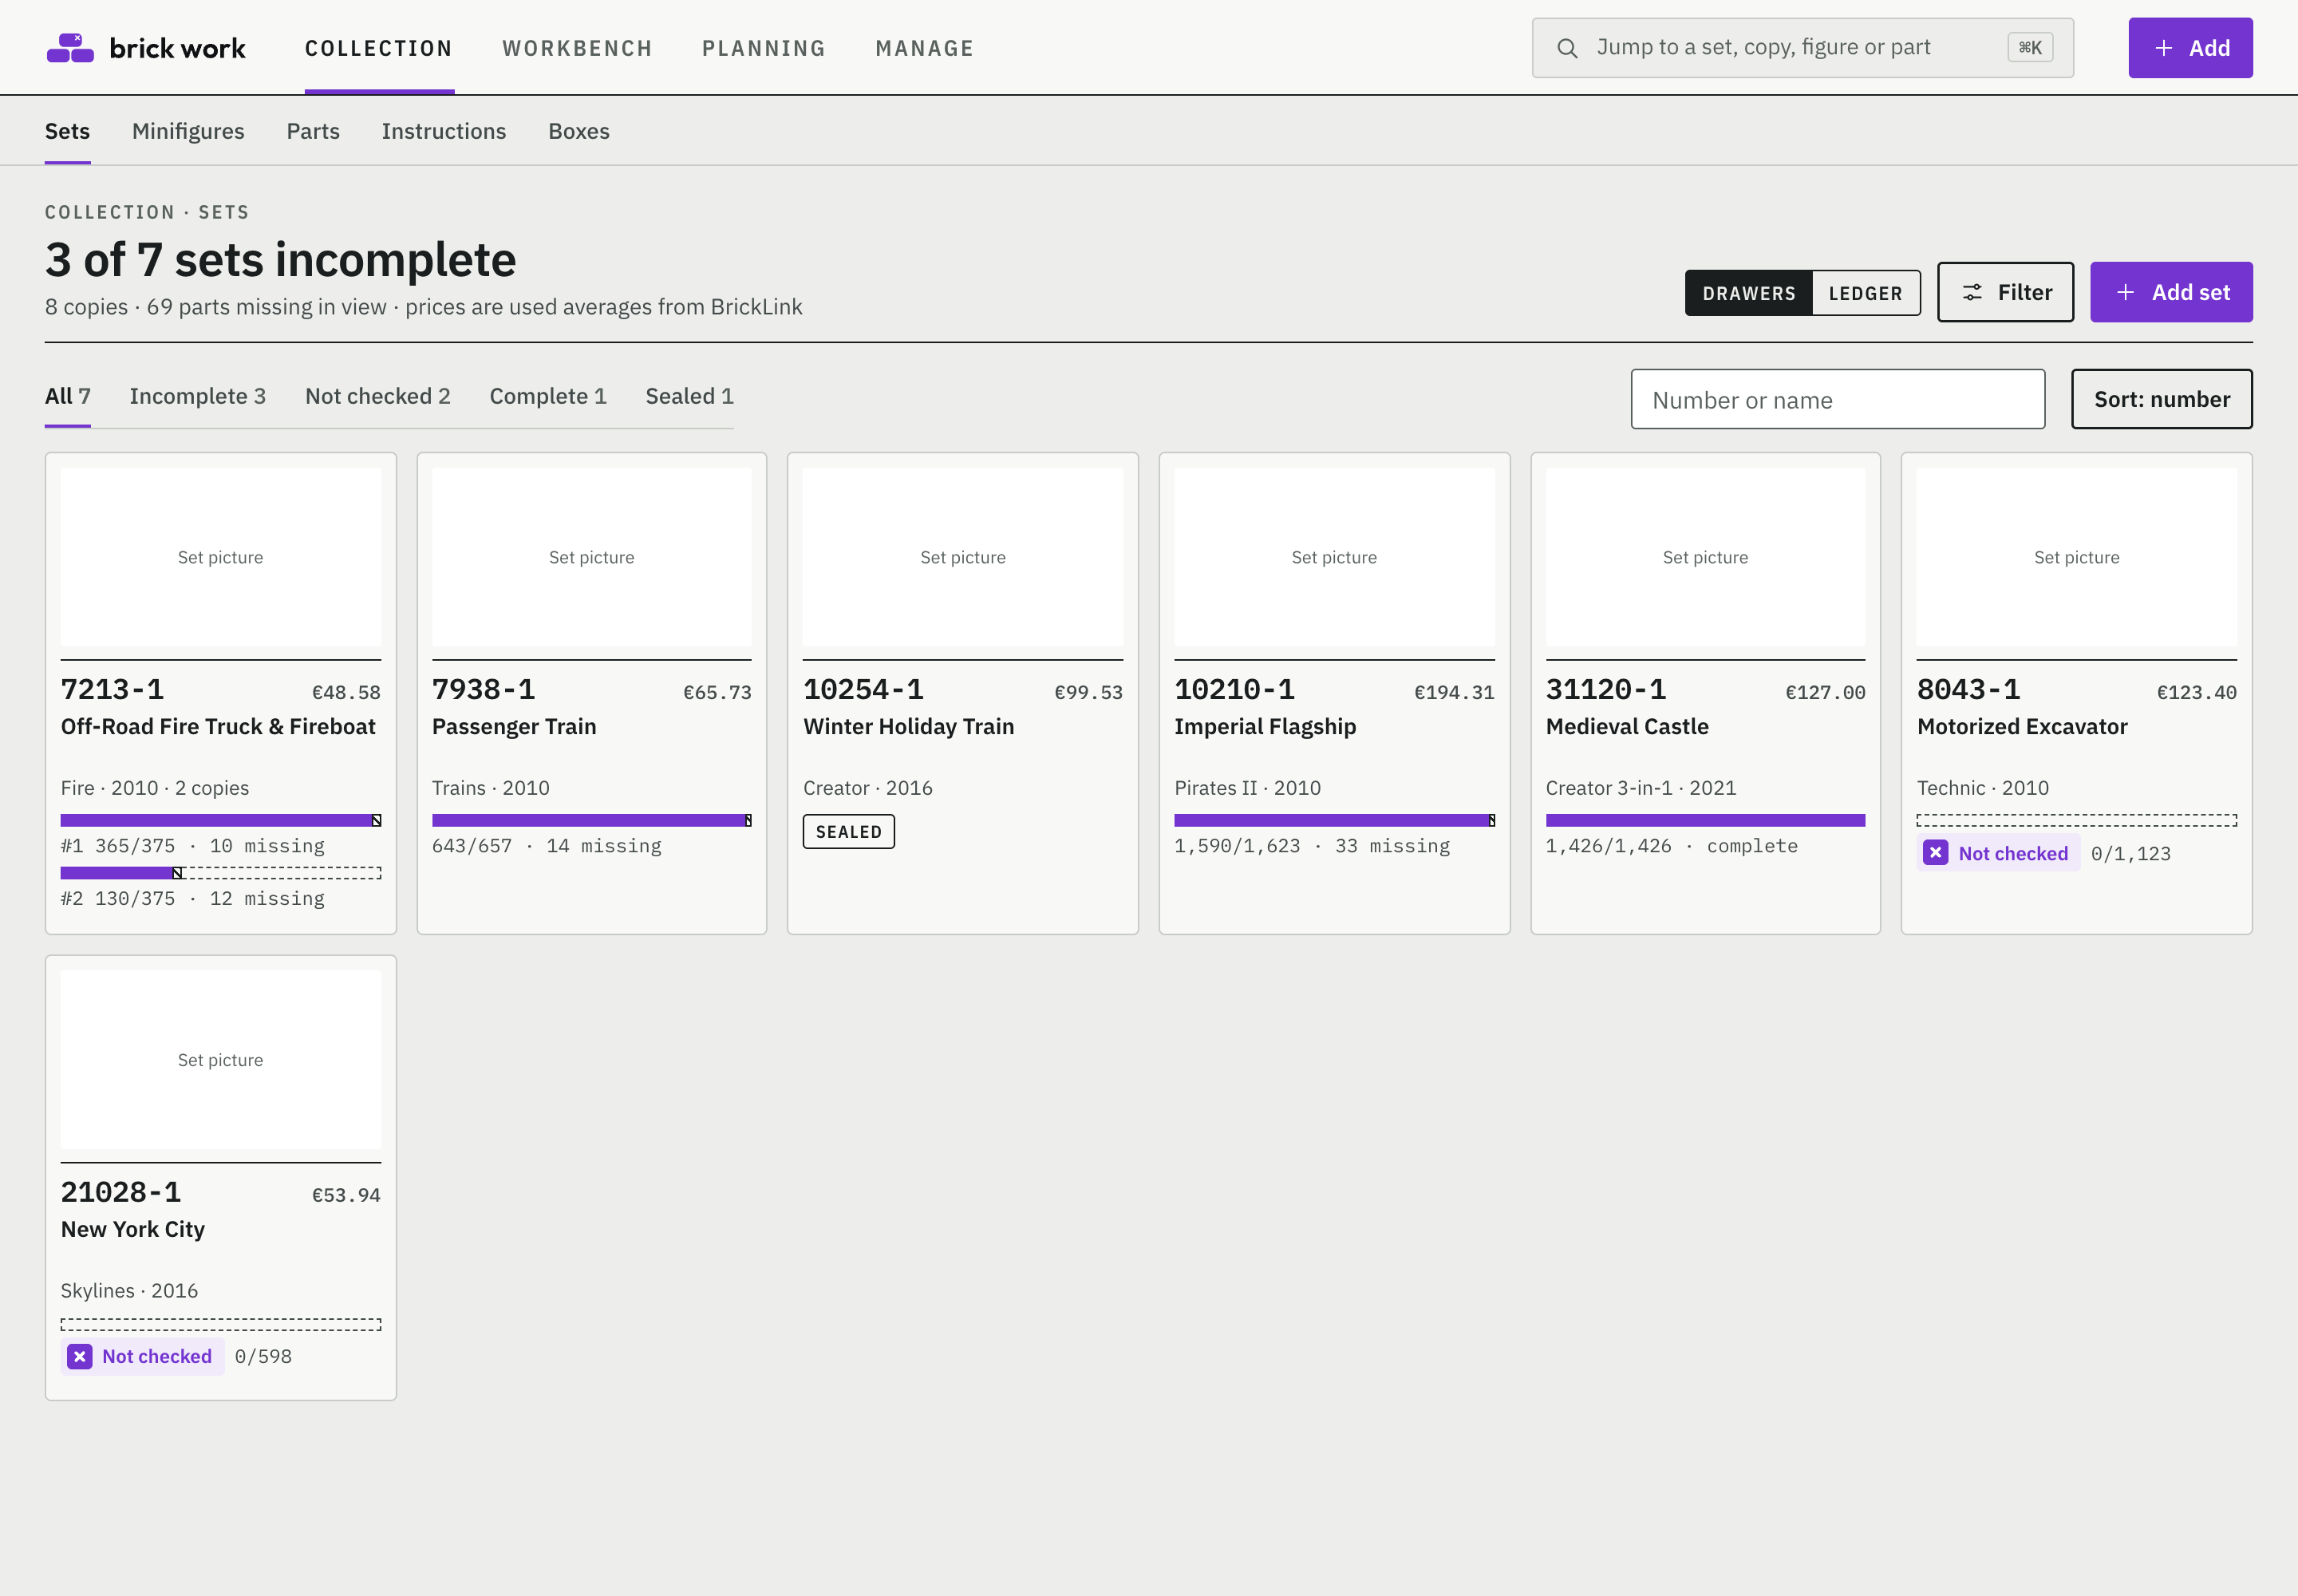 brick work
COLLECTION WORKBENCH PLANNING MANAGE
Jump to a set, copy, figure or part ⌘K
+ Add
Sets Minifigures Parts Instructions Boxes
COLLECTION · SETS
3 of 7 sets incomplete
8 copies · 69 parts missing in view · prices are used averages from BrickLink
DRAWERS LEDGER
Filter
+ Add set
All 7 Incomplete 3 Not checked 2 Complete 1 Sealed 1
Number or name
Sort: number
Set picture
7213-1 €48.58
Off-Road Fire Truck & Fireboat
Fire · 2010 · 2 copies
#1 365/375 · 10 missing
#2 130/375 · 12 missing
Set picture
7938-1 €65.73
Passenger Train
Trains · 2010
643/657 · 14 missing
Set picture
10254-1 €99.53
Winter Holiday Train
Creator · 2016
SEALED
Set picture
10210-1 €194.31
Imperial Flagship
Pirates II · 2010
1,590/1,623 · 33 missing
Set picture
31120-1 €127.00
Medieval Castle
Creator 3-in-1 · 2021
1,426/1,426 · complete
Set picture
8043-1 €123.40
Motorized Excavator
Technic · 2010
Not checked 0/1,123
Set picture
21028-1 €53.94
New York City
Skylines · 2016
Not checked 0/598